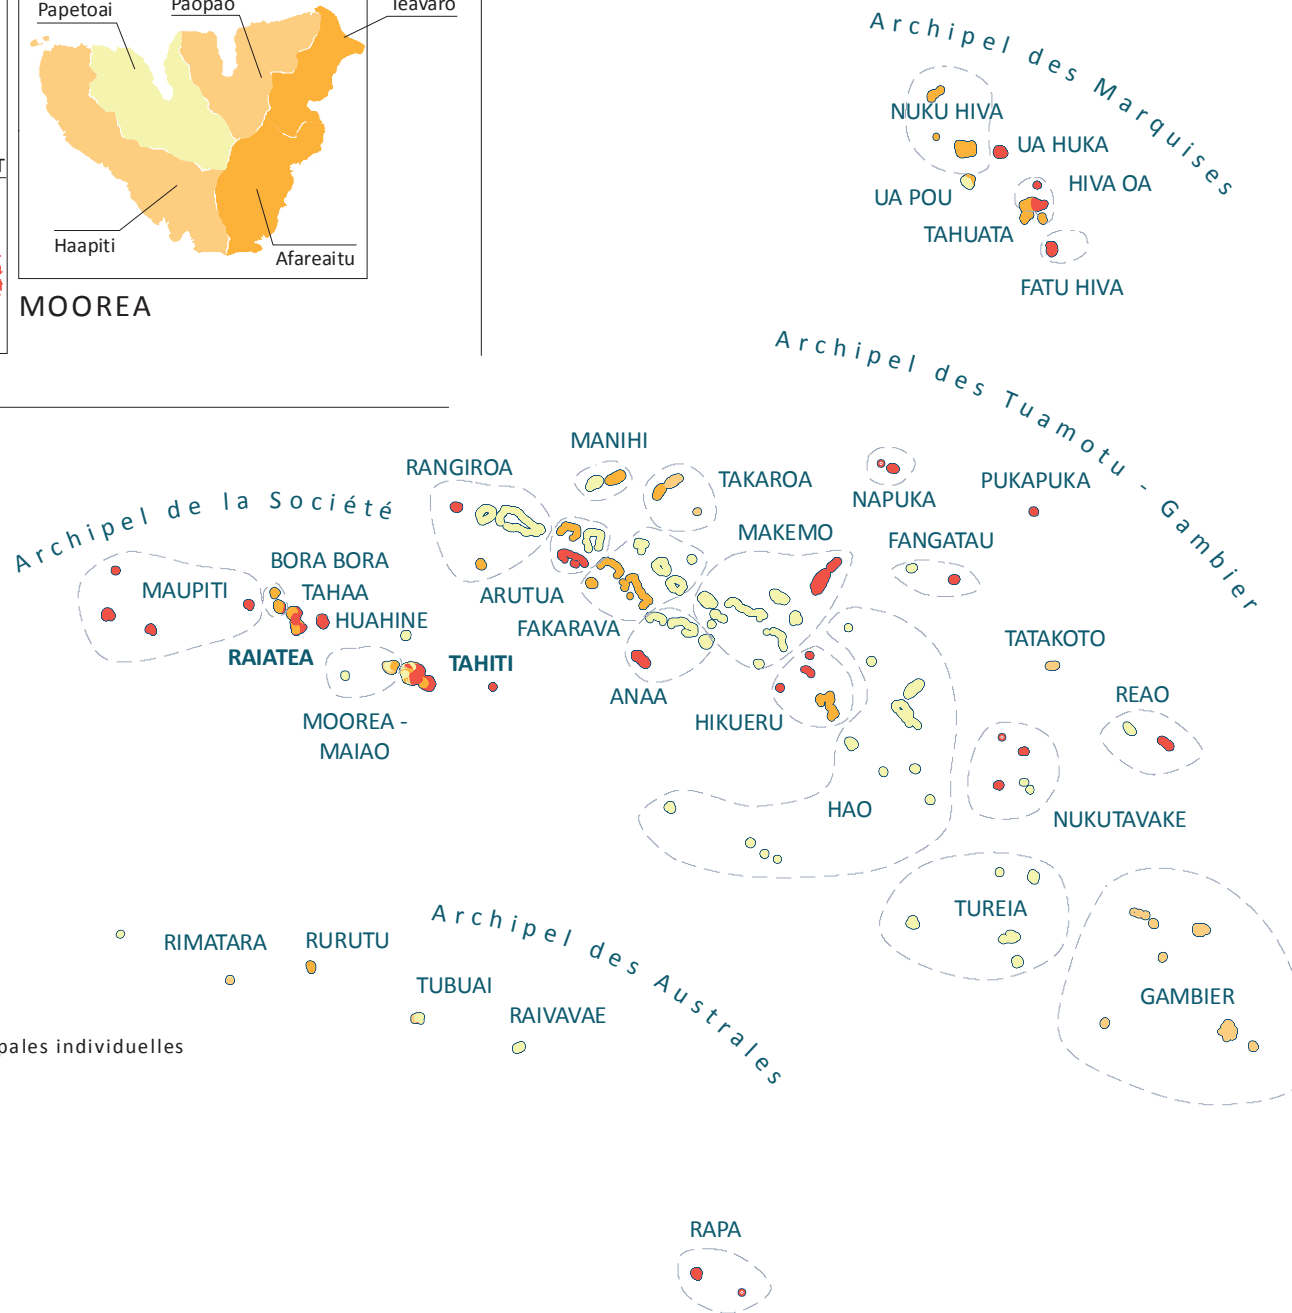 Papetoai
Paopao
Teavaro
Haapiti
Afareaitu
MOOREA
Archipel des Marquises
NUKU HIVA
UA HUKA
HIVA OA
UA POU
TAHUATA
FATU HIVA
Archipel des Tuamotu - Gambier
MANIHI
RANGIROA
TAKAROA
NAPUKA
PUKAPUKA
Archipel de la Société
MAKEMO
FANGATAU
BORA BORA
MAUPITI
TAHAA
ARUTUA
HUAHINE
FAKARAVA
TATAKOTO
RAIATEA
TAHITI
ANAA
REAO
MOOREA -
MAIAO
HIKUERU
HAO
NUKUTAVAKE
TUREIA
Archipel des Australes
RIMATARA
RURUTU
TUBUAI
GAMBIER
RAIVAVAE
individuelles
RAPA